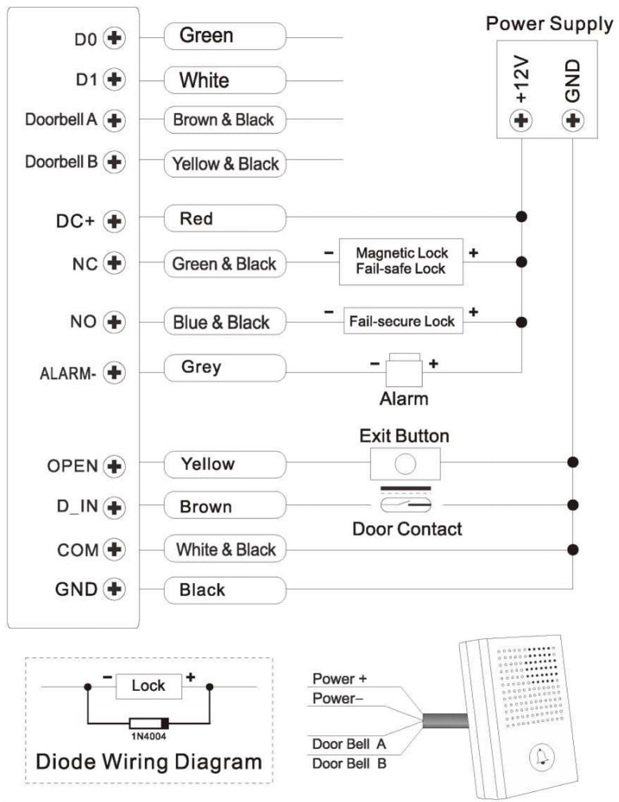 Power Supply
+12V
GND
D0 Green
D1 White
Doorbell A Brown & Black
Doorbell B Yellow & Black
DC+ Red
NC Green & Black
− Magnetic Lock +
Fail-safe Lock
NO Blue & Black
− Fail-secure Lock +
ALARM- Grey
− +
Alarm
Exit Button
OPEN Yellow
D_IN Brown
Door Contact
COM White & Black
GND Black
− Lock +
1N4004
Diode Wiring Diagram
Power +
Power−
Door Bell A
Door Bell B